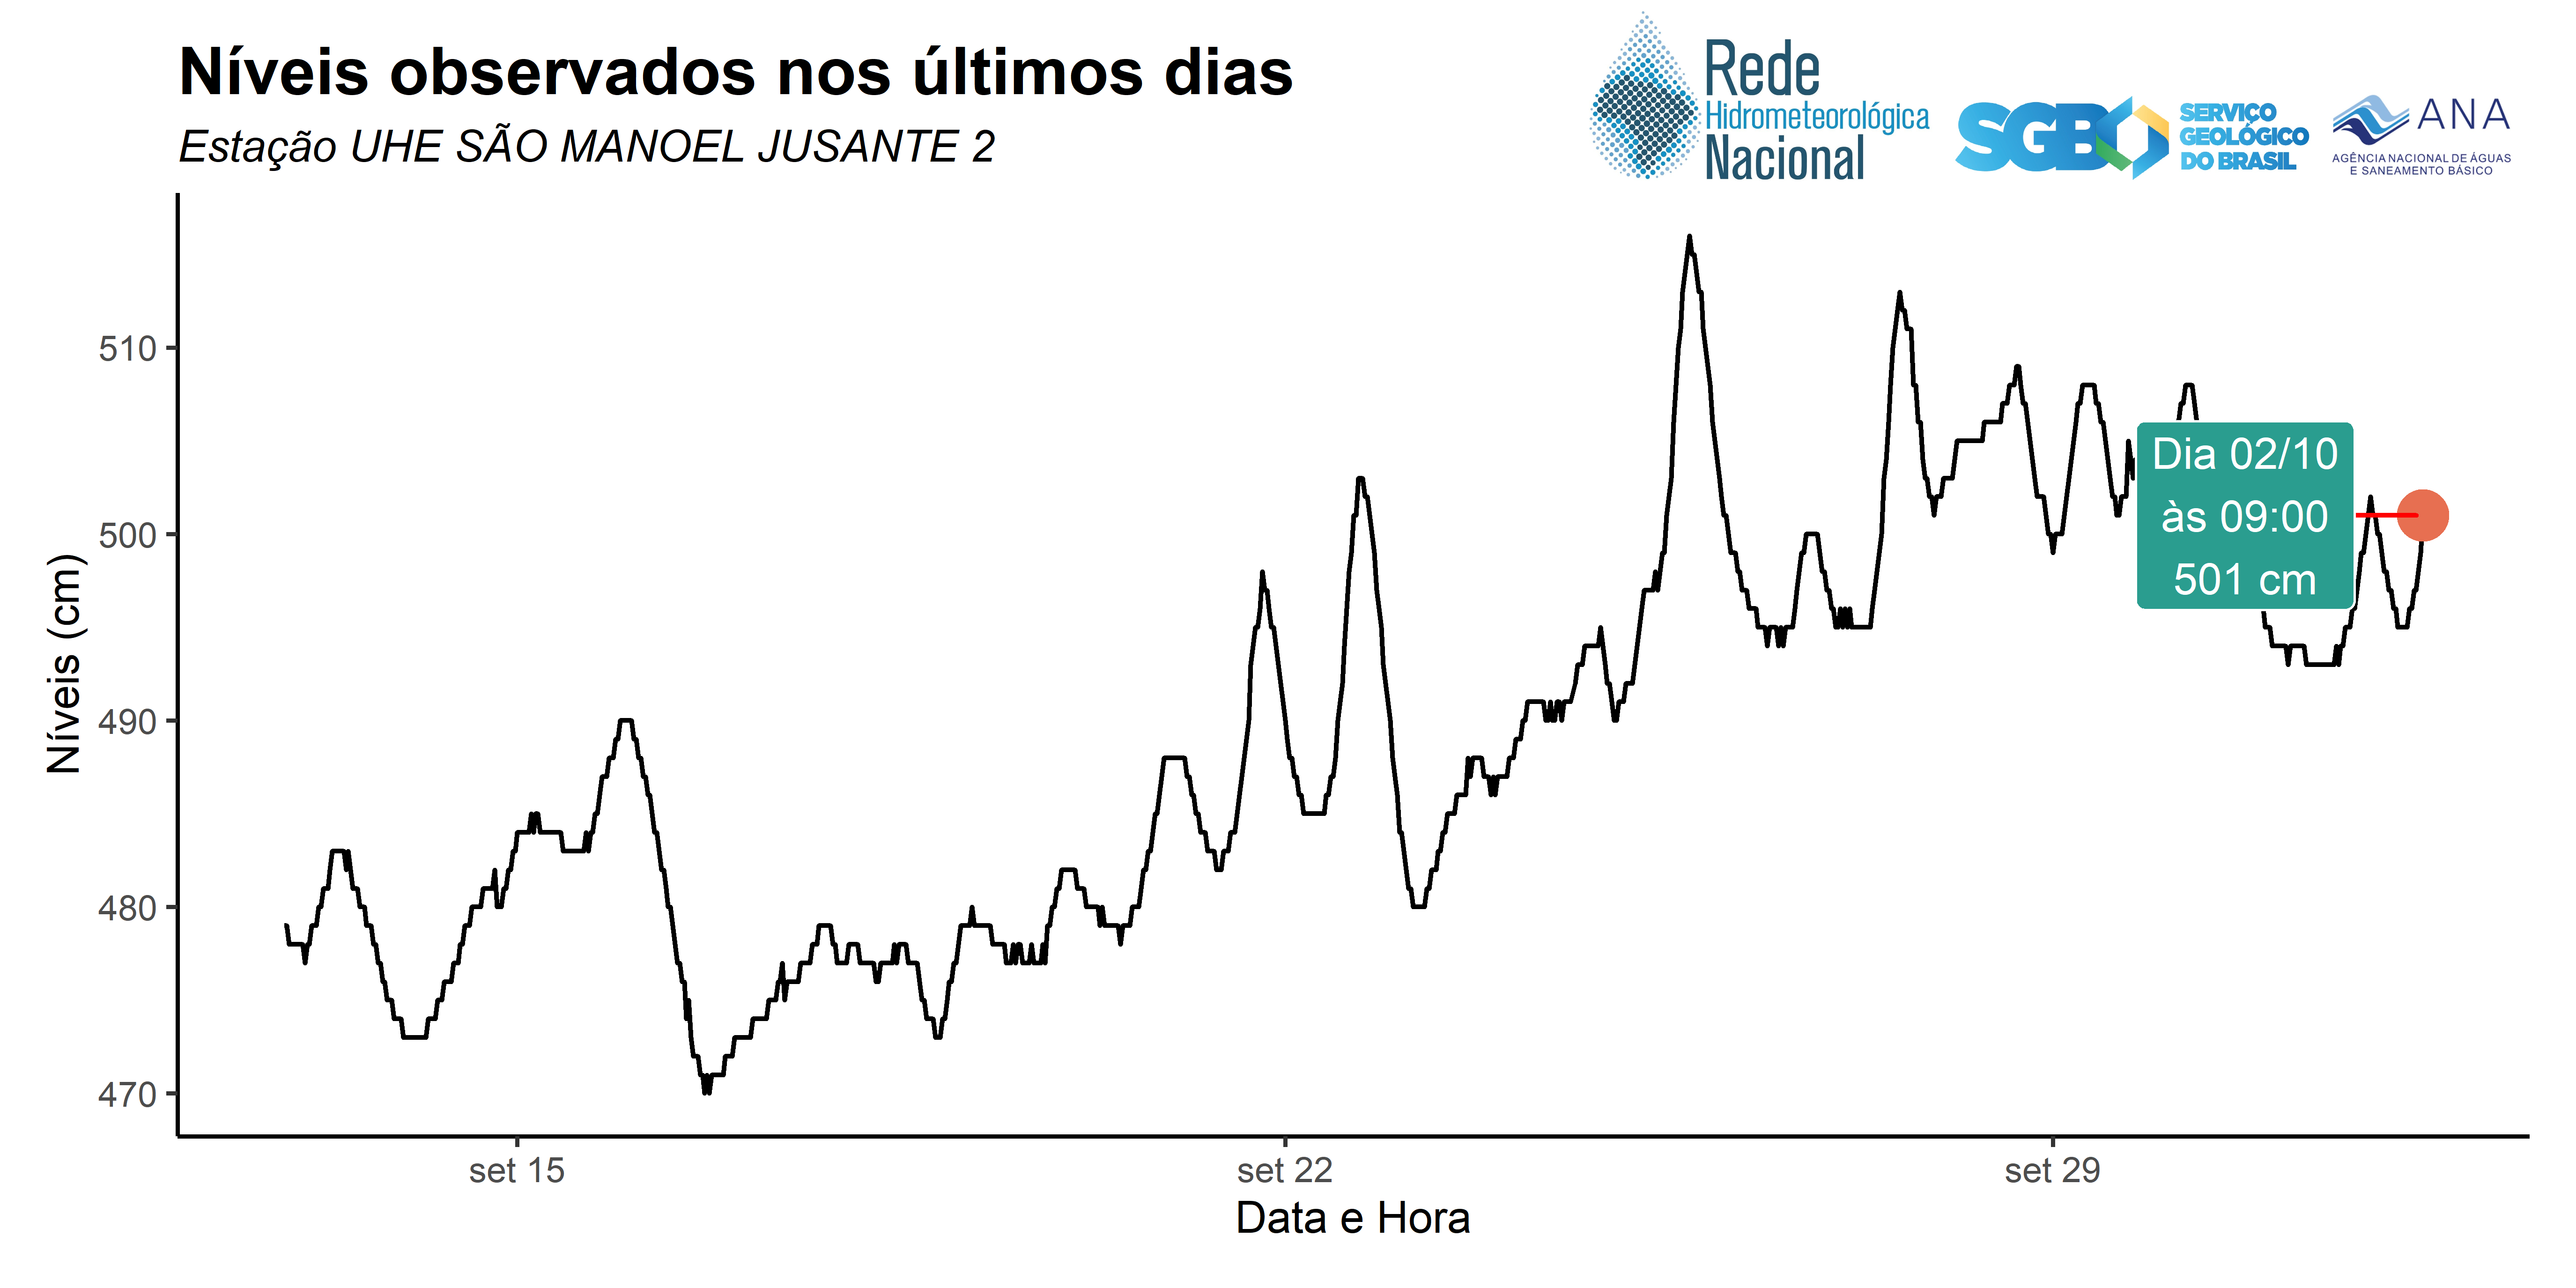 Níveis observados nos últimos dias
Estação UHE SÃO MANOEL JUSANTE 2
Rede
Hidrometeorológica
Nacional
SGB
SERVIÇO
GEOLÓGICO
DO BRASIL
ANA
AGÊNCIA NACIONAL DE ÁGUAS
E SANEAMENTO BÁSICO
Níveis (cm)
510
500
490
480
470
Dia 02/10
às 09:00
501 cm
set 15
set 22
set 29
Data e Hora